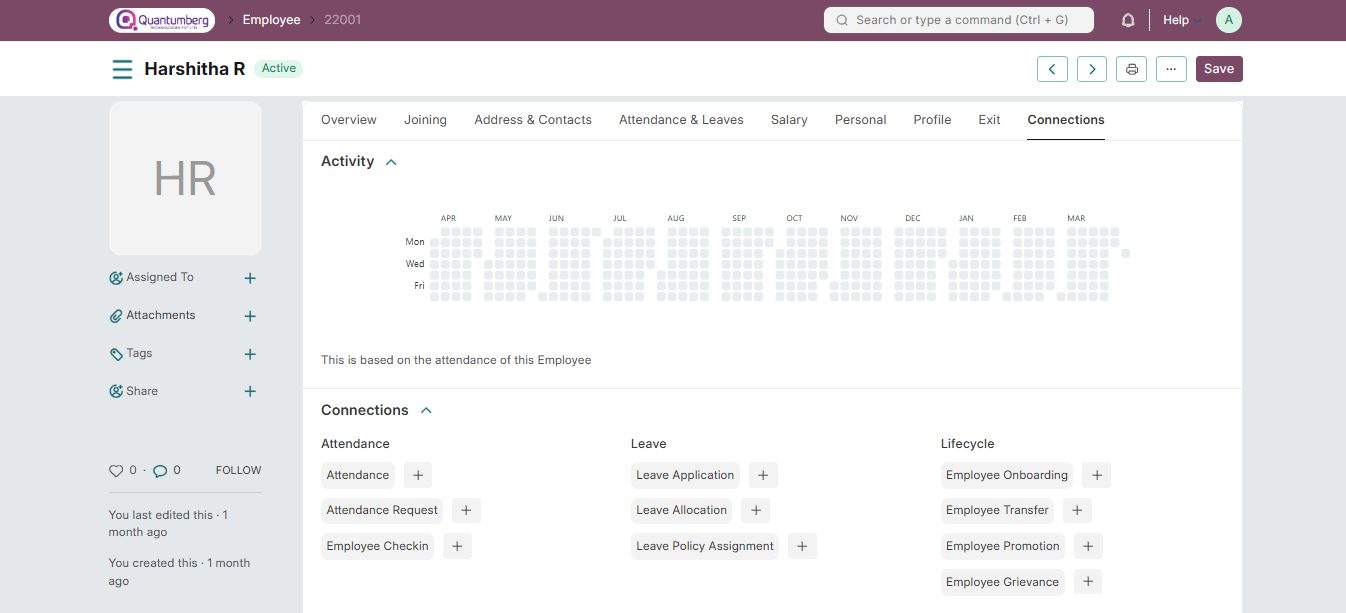 Quantumberg
TECHNOLOGIES PVT LTD
Employee
22001
Search or type a command (Ctrl + G)
Help
A
Harshitha R
Active
...
Save
HR
Assigned To
Attachments
Tags
Share
0 · 0 FOLLOW
You last edited this · 1
month ago
You created this · 1 month
ago
Overview Joining Address & Contacts Attendance & Leaves Salary Personal Profile Exit Connections
Activity
APR MAY JUN JUL AUG SEP OCT NOV DEC JAN FEB MAR
Mon
Wed
Fri
This is based on the attendance of this Employee
Connections
Attendance
Attendance +
Attendance Request +
Employee Checkin +
Leave
Leave Application +
Leave Allocation +
Leave Policy Assignment +
Lifecycle
Employee Onboarding +
Employee Transfer +
Employee Promotion +
Employee Grievance +